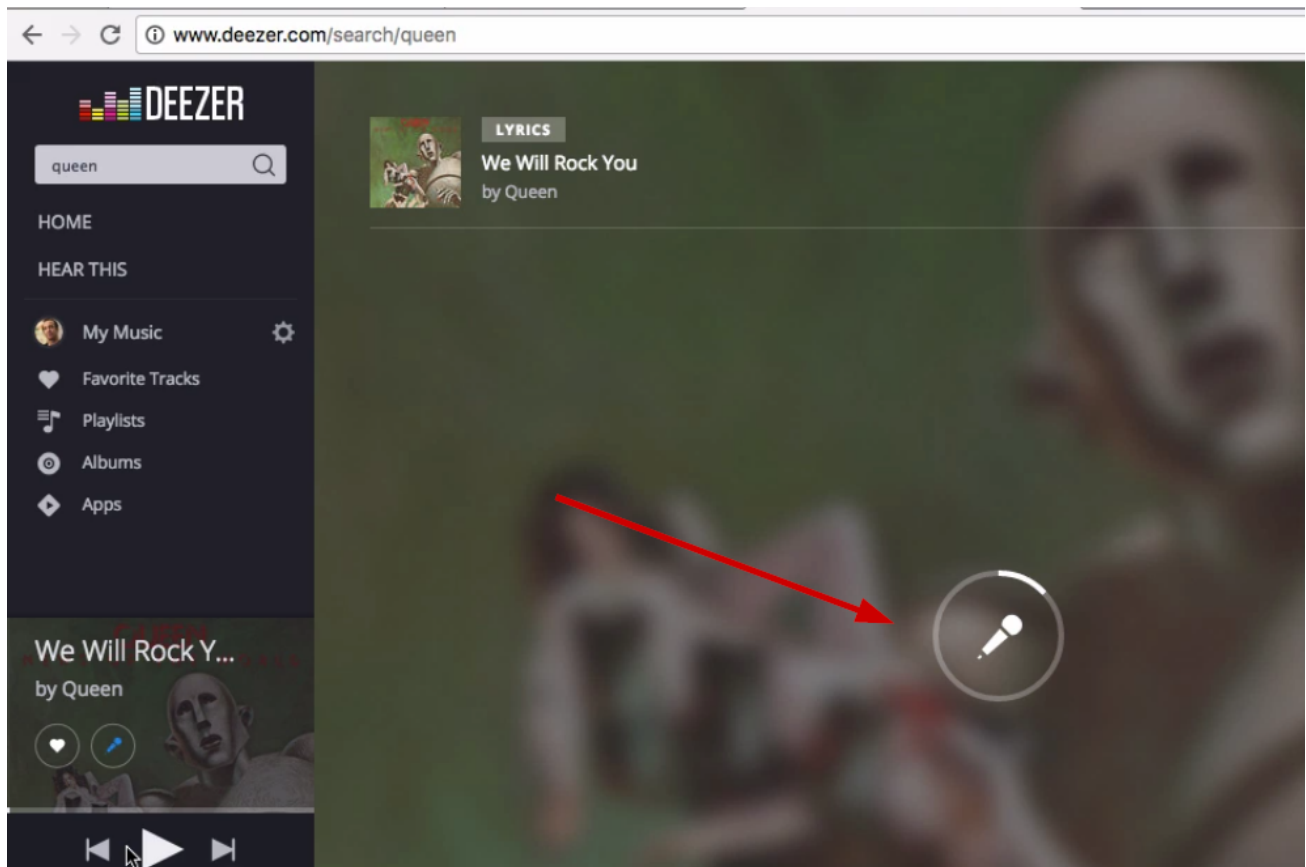 www.deezer.com/search/queen
DEEZER
queen
HOME
HEAR THIS
My Music
Favorite Tracks
Playlists
Albums
Apps
We Will Rock Y...
by Queen
LYRICS
We Will Rock You
by Queen